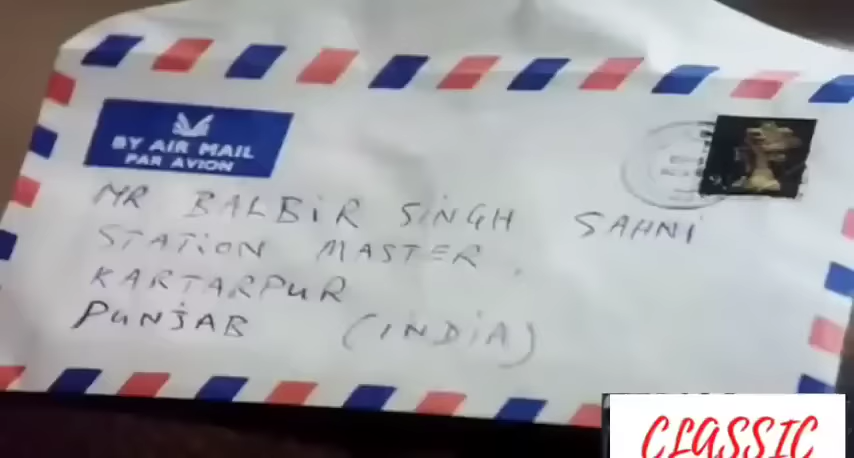 BY AIR MAIL
PAR AVION
MR BALBIR SINGH SAHNI
STATION MASTER,
KARTARPUR
PUNJAB (INDIA)
CLASSIC